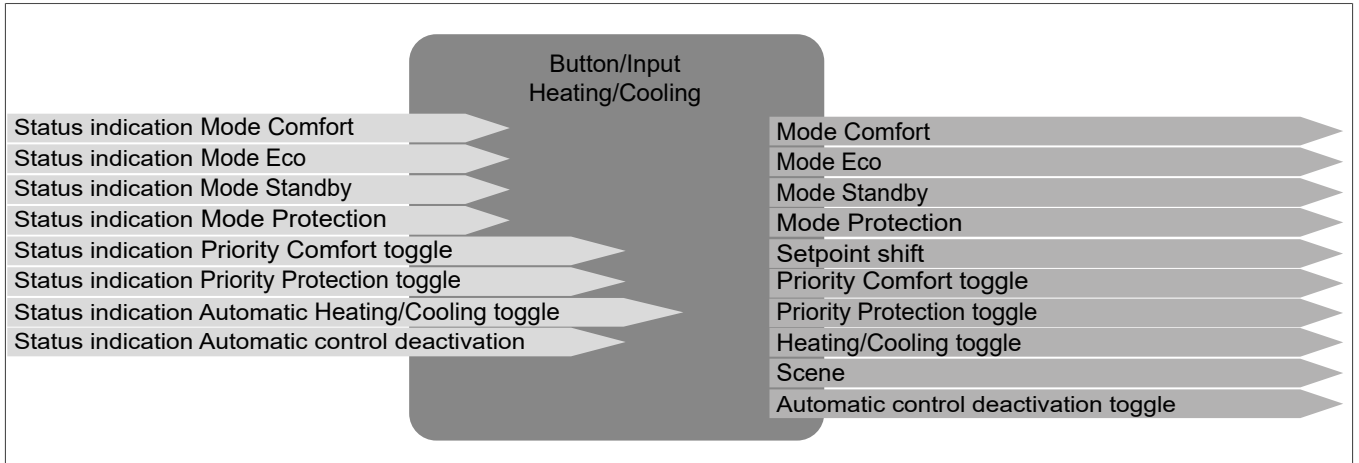 Button/Input
Heating/Cooling
Status indication Mode Comfort
Status indication Mode Eco
Status indication Mode Standby
Status indication Mode Protection
Status indication Priority Comfort toggle
Status indication Priority Protection toggle
Status indication Automatic Heating/Cooling toggle
Status indication Automatic control deactivation
Mode Comfort
Mode Eco
Mode Standby
Mode Protection
Setpoint shift
Priority Comfort toggle
Priority Protection toggle
Heating/Cooling toggle
Scene
Automatic control deactivation toggle